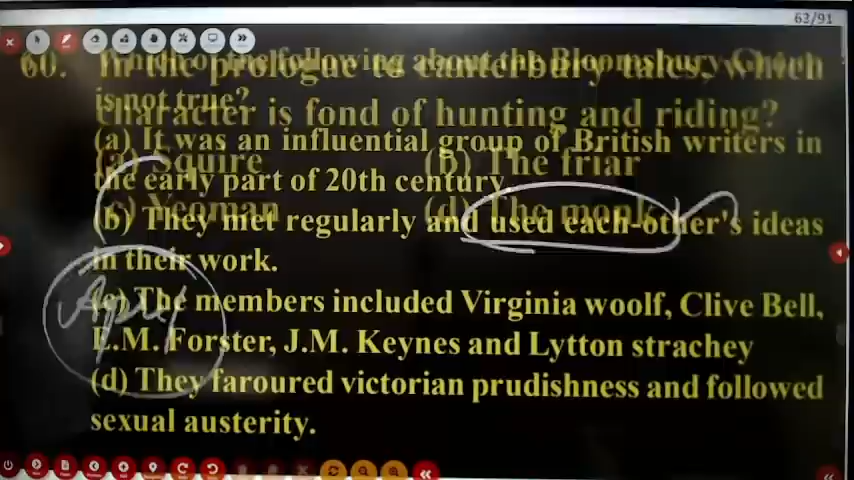 63/91
60. In the prologue to canterbury tales, which
Which of the following about the Bloomsbury
character is fond of hunting and riding?
is not true?
(a) It was an influential group of British writers in
(a) Squire (b) The friar
the early part of 20th century.
(c) Yeoman (d) The monk
(b) They met regularly and used each-other's ideas
in their work.
April
(c) The members included Virginia woolf, Clive Bell,
E.M. Forster, J.M. Keynes and Lytton strachey
(d) They faroured victorian prudishness and followed
sexual austerity.